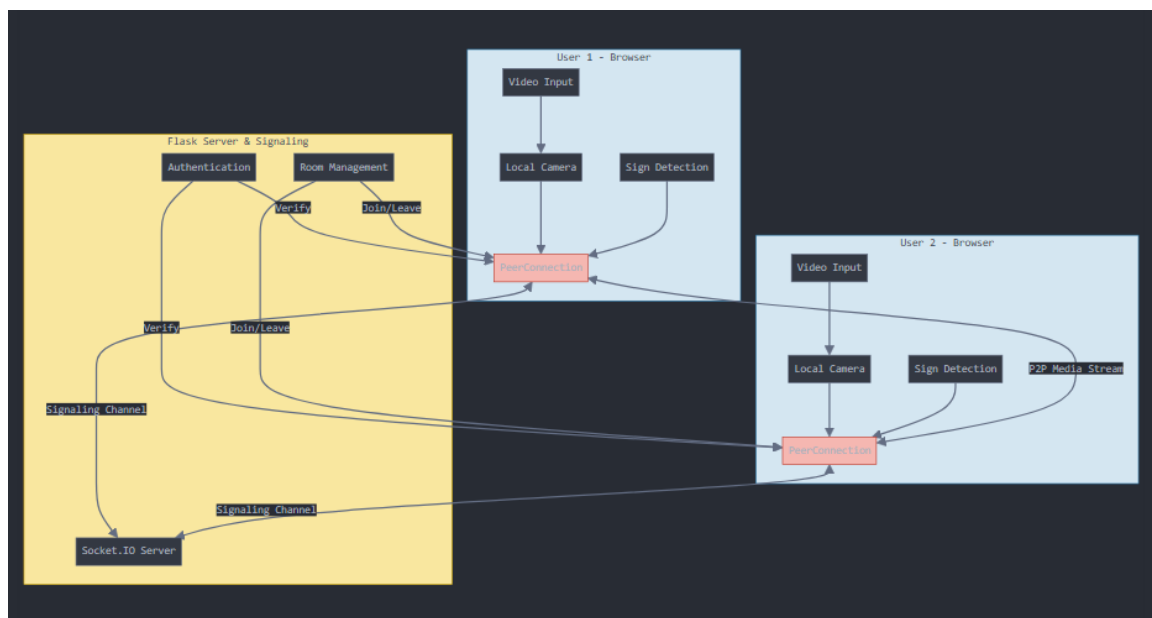 User 1 - Browser
Video Input
Local Camera
Sign Detection
PeerConnection
Flask Server & Signaling
Authentication
Room Management
Verify
Join/Leave
Verify
Join/Leave
Signaling Channel
Signaling Channel
Socket.IO Server
User 2 - Browser
Video Input
Local Camera
Sign Detection
P2P Media Stream
PeerConnection